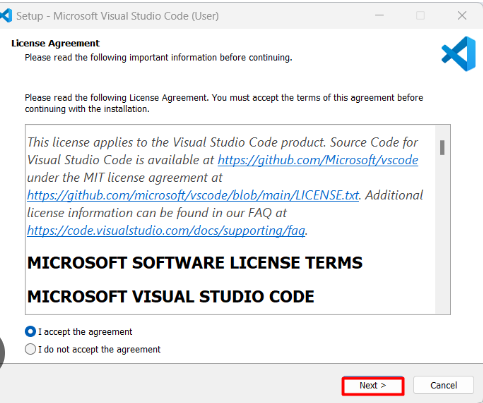 Setup - Microsoft Visual Studio Code (User)
License Agreement
Please read the following important information before continuing.
Please read the following License Agreement. You must accept the terms of this agreement before
continuing with the installation.
This license applies to the Visual Studio Code product. Source Code for
Visual Studio Code is available at https://github.com/Microsoft/vscode
under the MIT license agreement at
https://github.com/microsoft/vscode/blob/main/LICENSE.txt. Additional
license information can be found in our FAQ at
https://code.visualstudio.com/docs/supporting/faq.
MICROSOFT SOFTWARE LICENSE TERMS
MICROSOFT VISUAL STUDIO CODE
I accept the agreement
I do not accept the agreement
Next >
Cancel